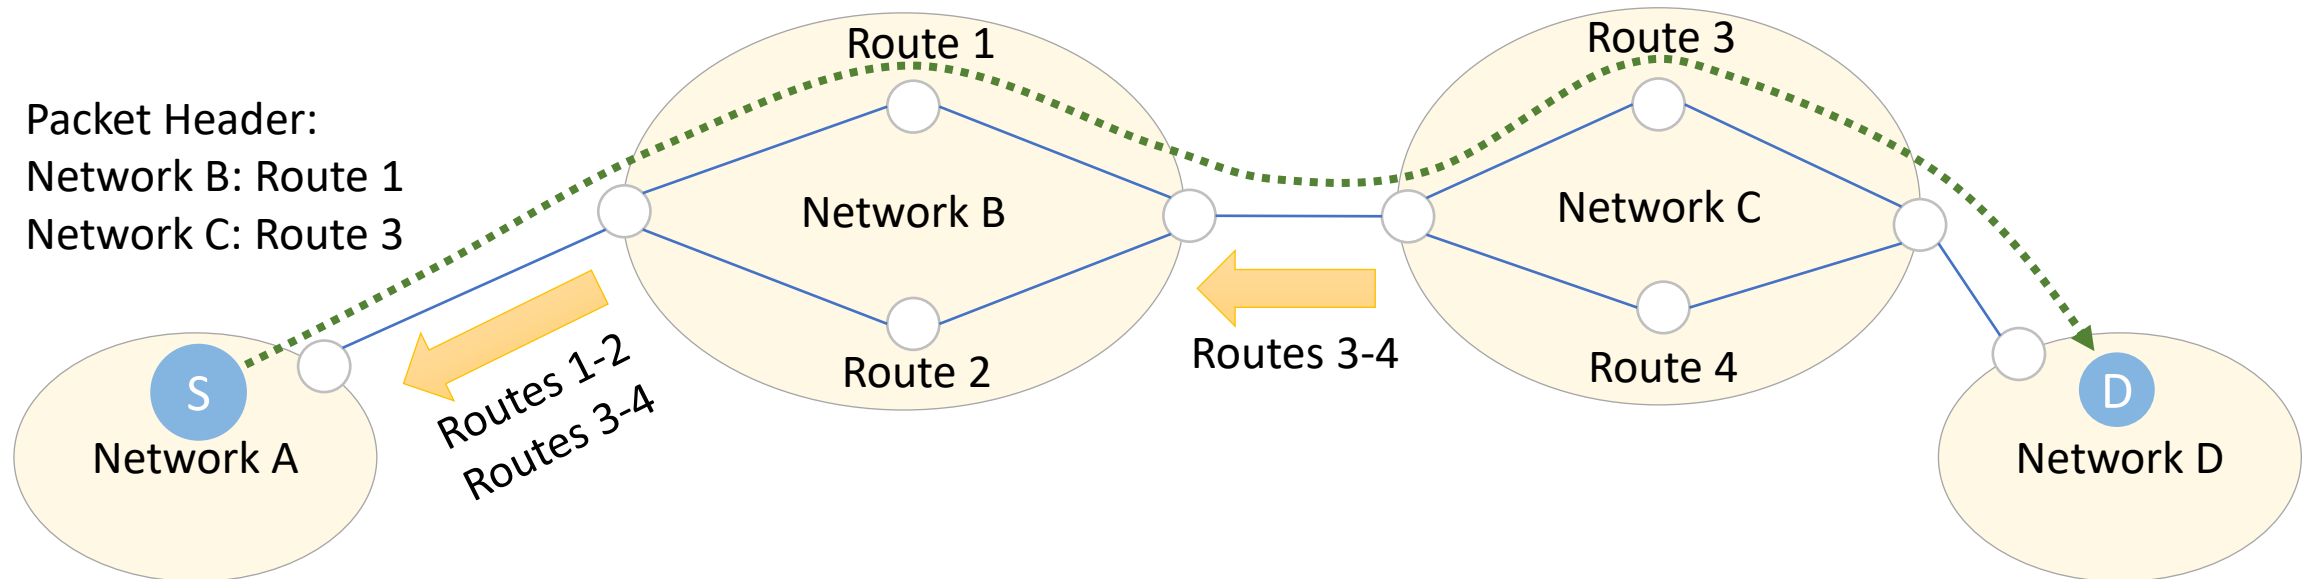 Packet Header:
Network B: Route 1
Network C: Route 3
S
Network A
Routes 1-2
Routes 3-4
Route 1
Network B
Route 2
Routes 3-4
Route 3
Network C
Route 4
D
Network D